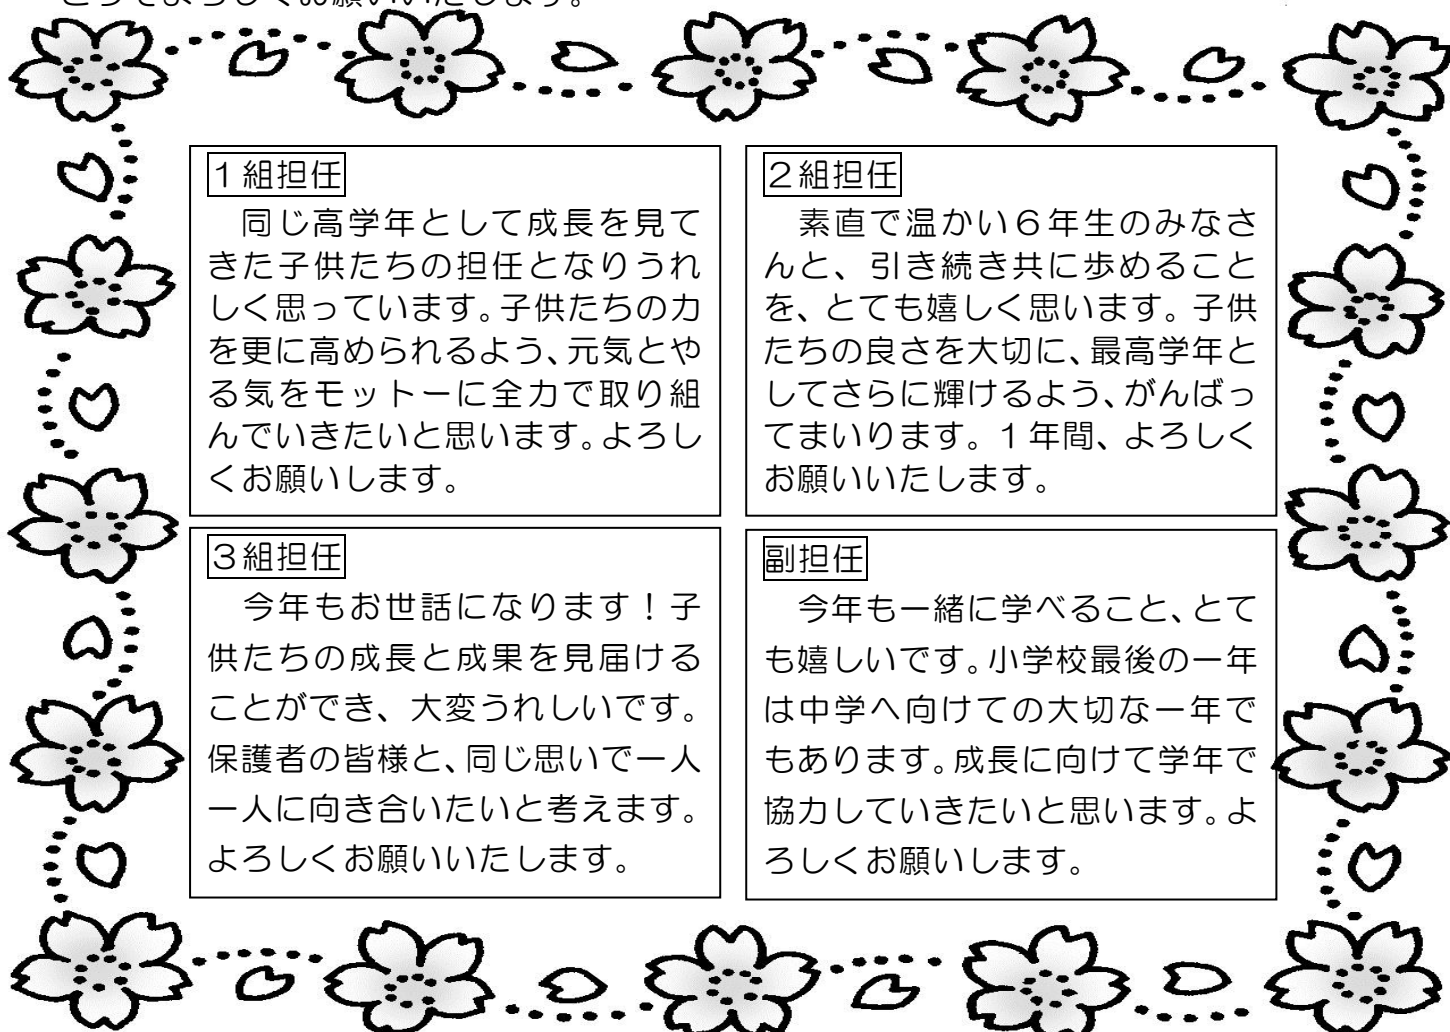 どうぞよろしくお願いいたします。
１組担任
同じ高学年として成長を見て
きた子供たちの担任となりうれ
しく思っています。子供たちの力
を更に高められるよう、元気とや
る気をモットーに全力で取り組
んでいきたいと思います。よろし
くお願いします。
２組担任
素直で温かい６年生のみなさ
んと、引き続き共に歩めること
を、とても嬉しく思います。子供
たちの良さを大切に、最高学年と
してさらに輝けるよう、がんばっ
てまいります。１年間、よろしく
お願いいたします。
３組担任
今年もお世話になります！子
供たちの成長と成果を見届ける
ことができ、大変うれしいです。
保護者の皆様と、同じ思いで一人
一人に向き合いたいと考えます。
よろしくお願いいたします。
副担任
今年も一緒に学べること、とて
も嬉しいです。小学校最後の一年
は中学へ向けての大切な一年で
もあります。成長に向けて学年で
協力していきたいと思います。よ
ろしくお願いします。